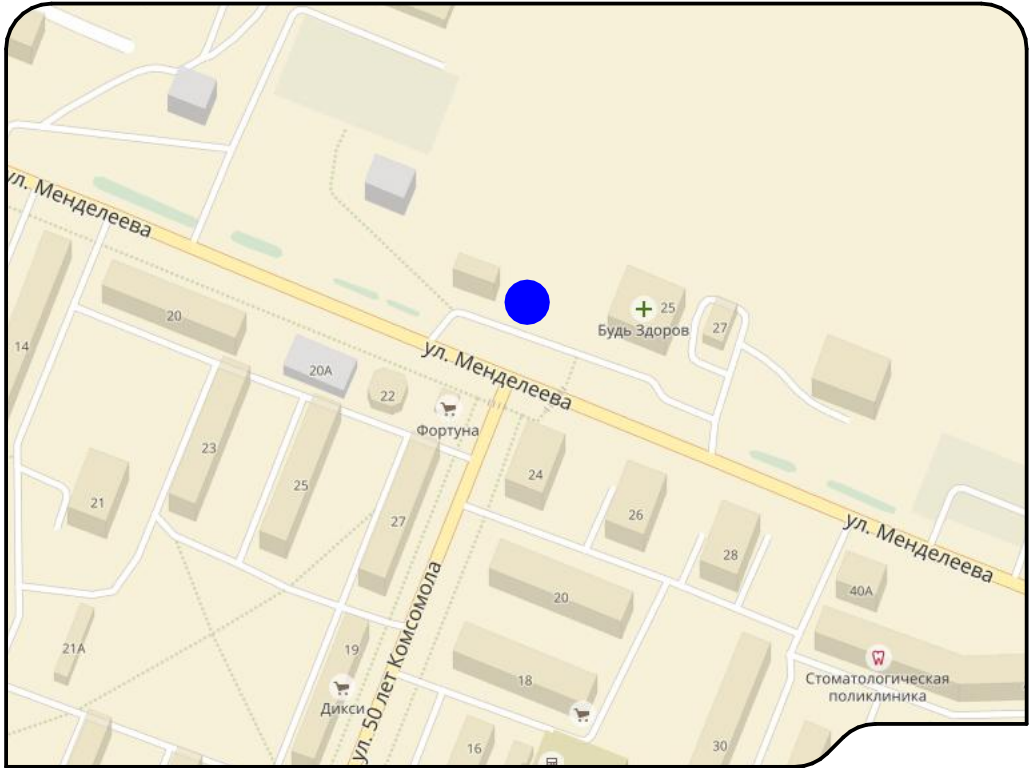 ул. Менделеева
20
14
20А
22
Фортуна
ул. Менделеева
25
Будь Здоров
27
23
25
27
21
24
26
28
ул. Менделеева
40А
20
18
21А
19
Дикси
ул. 50 лет Комсомола
16
30
Стоматологическая
поликлиника